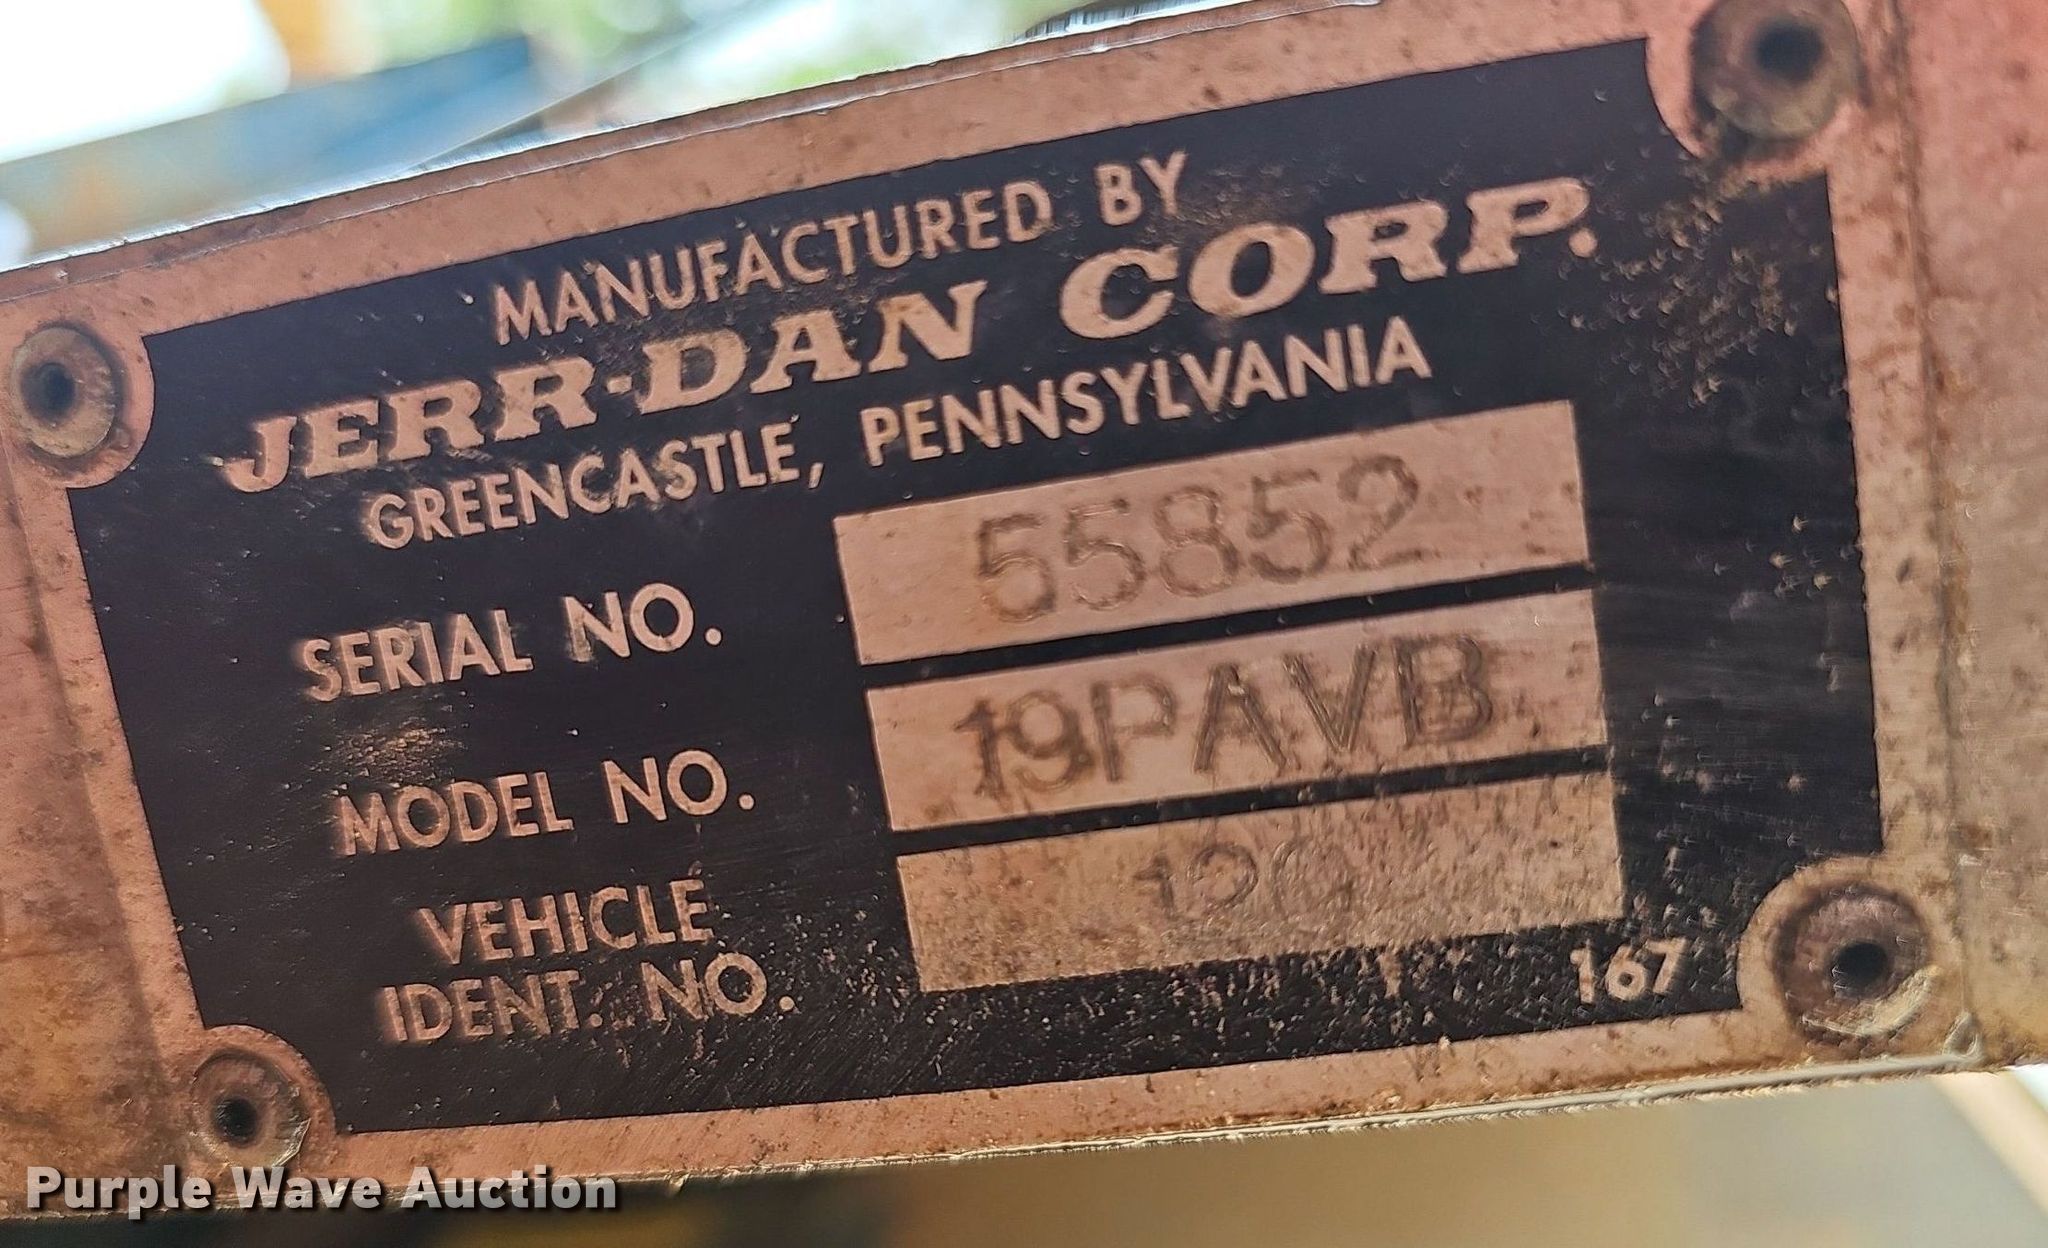 MANUFACTURED BY
JERR-DAN CORP.
GREENCASTLE, PENNSYLVANIA
SERIAL NO. 55852
MODEL NO. 19PAVB
VEHICLE
IDENT. NO. 12G
167
Purple Wave Auction